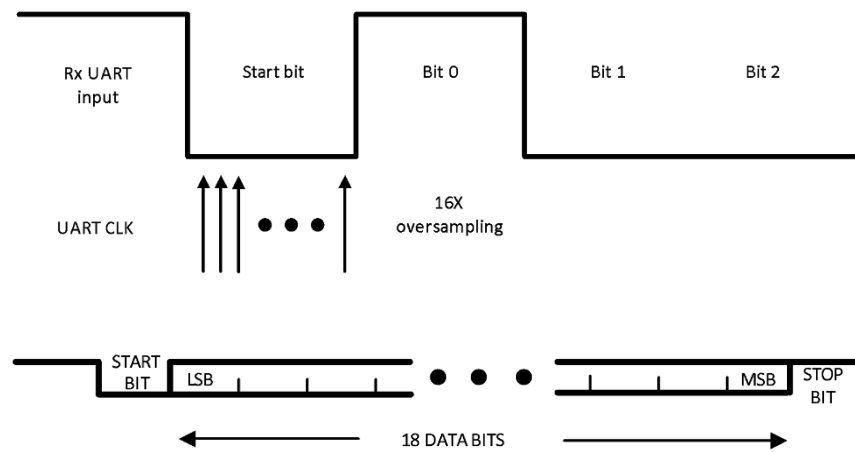 Rx UART
input
Start bit
Bit 0
Bit 1
Bit 2
UART CLK
16X
oversampling
START
BIT
LSB
MSB
STOP
BIT
18 DATA BITS